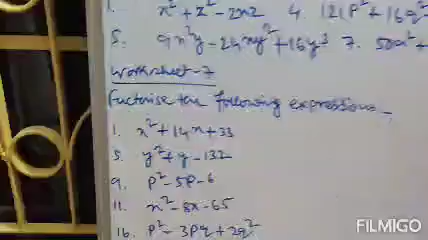 1. x² + z² - 2xz 4. 121p² + 16q²
5. 9x²y - 24xy² + 16y³ 7. 50a² +
Worksheet-7
Factorise the following expressions -
1. x² + 14x + 33
5. y² + y - 132
9. p² - 5p - 6
11. x² - 8x - 65
16. p² - 3pq + 2q²
FILMIGO